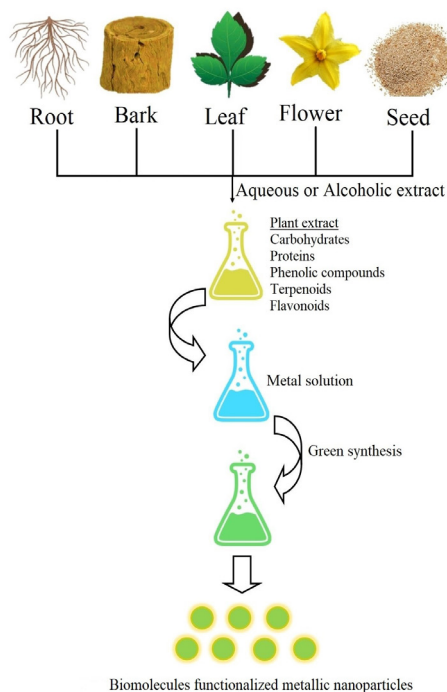 Root Bark Leaf Flower Seed
Aqueous or Alcoholic extract
Plant extract
Carbohydrates
Proteins
Phenolic compounds
Terpenoids
Flavonoids
Metal solution
Green synthesis
Biomolecules functionalized metallic nanoparticles